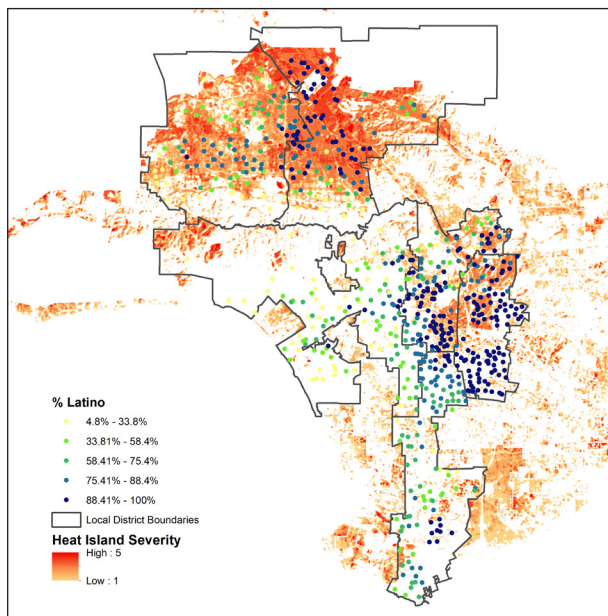 % Latino
4.8% - 33.8%
33.81% - 58.4%
58.41% - 75.4%
75.41% - 88.4%
88.41% - 100%
Local District Boundaries
Heat Island Severity
High : 5
Low : 1